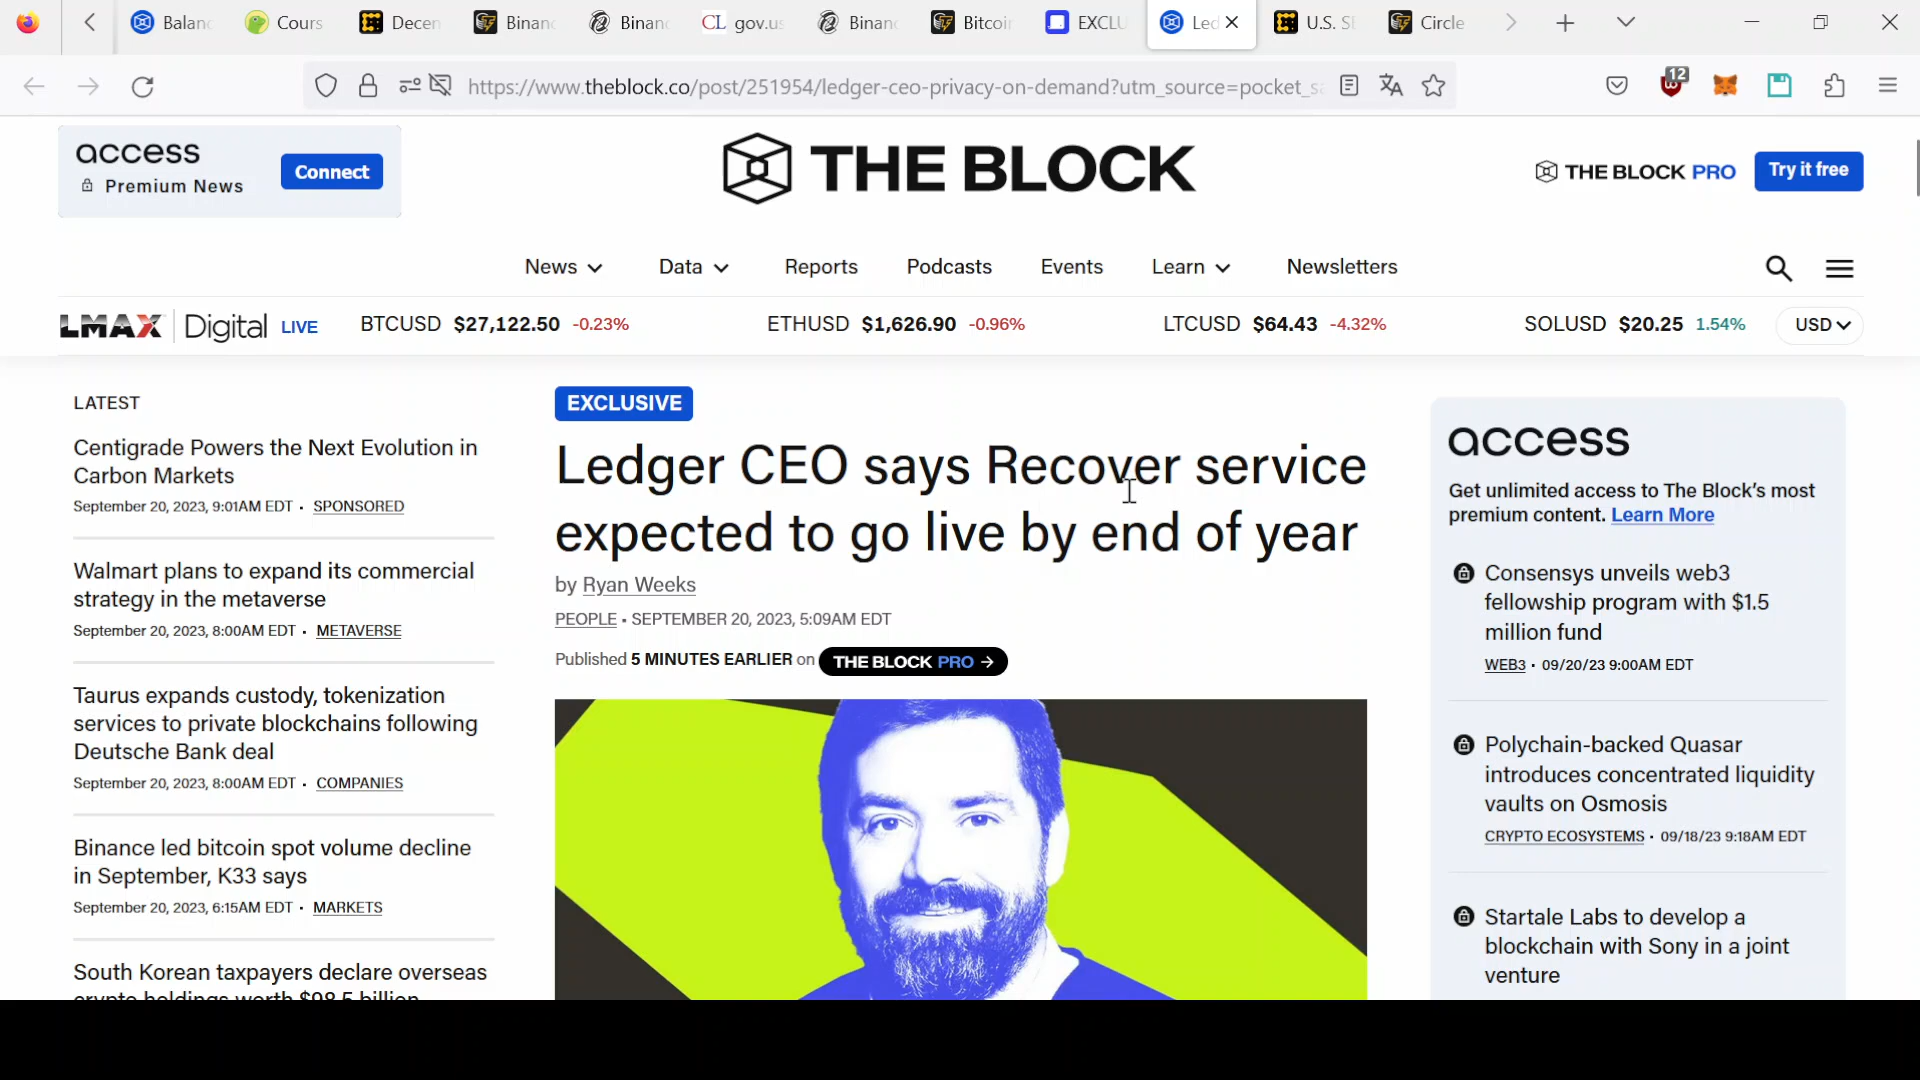 Balanc
Cours
Decen
Binanc
Binanc
CL gov.us
Binanc
Bitcoin
EXCLU
Led
U.S. S
Circle
https://www.theblock.co/post/251954/ledger-ceo-privacy-on-demand?utm_source=pocket_sa
12
access
Premium News
Connect
THE BLOCK
THE BLOCK PRO
Try it free
News
Data
Reports
Podcasts
Events
Learn
Newsletters
LMAX Digital LIVE
BTCUSD $27,122.50 -0.23%
ETHUSD $1,626.90 -0.96%
LTCUSD $64.43 -4.32%
SOLUSD $20.25 1.54%
USD
LATEST
Centigrade Powers the Next Evolution in
Carbon Markets
September 20, 2023, 9:01AM EDT • SPONSORED
Walmart plans to expand its commercial
strategy in the metaverse
September 20, 2023, 8:00AM EDT • METAVERSE
Taurus expands custody, tokenization
services to private blockchains following
Deutsche Bank deal
September 20, 2023, 8:00AM EDT • COMPANIES
Binance led bitcoin spot volume decline
in September, K33 says
September 20, 2023, 6:15AM EDT • MARKETS
South Korean taxpayers declare overseas
crypto holdings worth $98.5 billion
EXCLUSIVE
Ledger CEO says Recover service
expected to go live by end of year
by Ryan Weeks
PEOPLE • SEPTEMBER 20, 2023, 5:09AM EDT
Published 5 MINUTES EARLIER on THE BLOCK PRO →
access
Get unlimited access to The Block's most
premium content. Learn More
Consensys unveils web3
fellowship program with $1.5
million fund
WEB3 • 09/20/23 9:00AM EDT
Polychain-backed Quasar
introduces concentrated liquidity
vaults on Osmosis
CRYPTO ECOSYSTEMS • 09/18/23 9:18AM EDT
Startale Labs to develop a
blockchain with Sony in a joint
venture